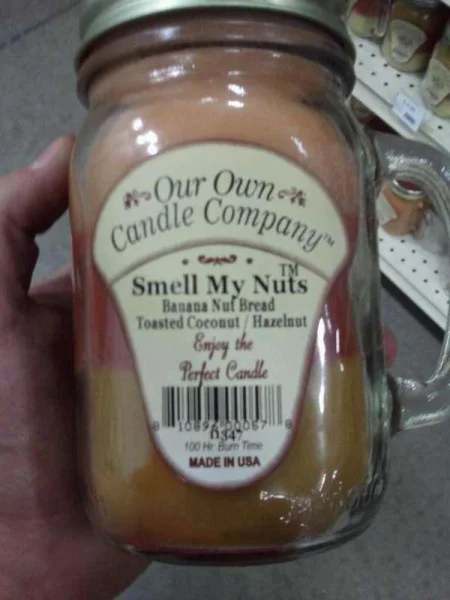 Our Own
Candle Company™
Smell My Nuts™
Banana Nut Bread
Toasted Coconut / Hazelnut
Enjoy the
Perfect Candle
D347
100 Hr. Burn Time
MADE IN USA